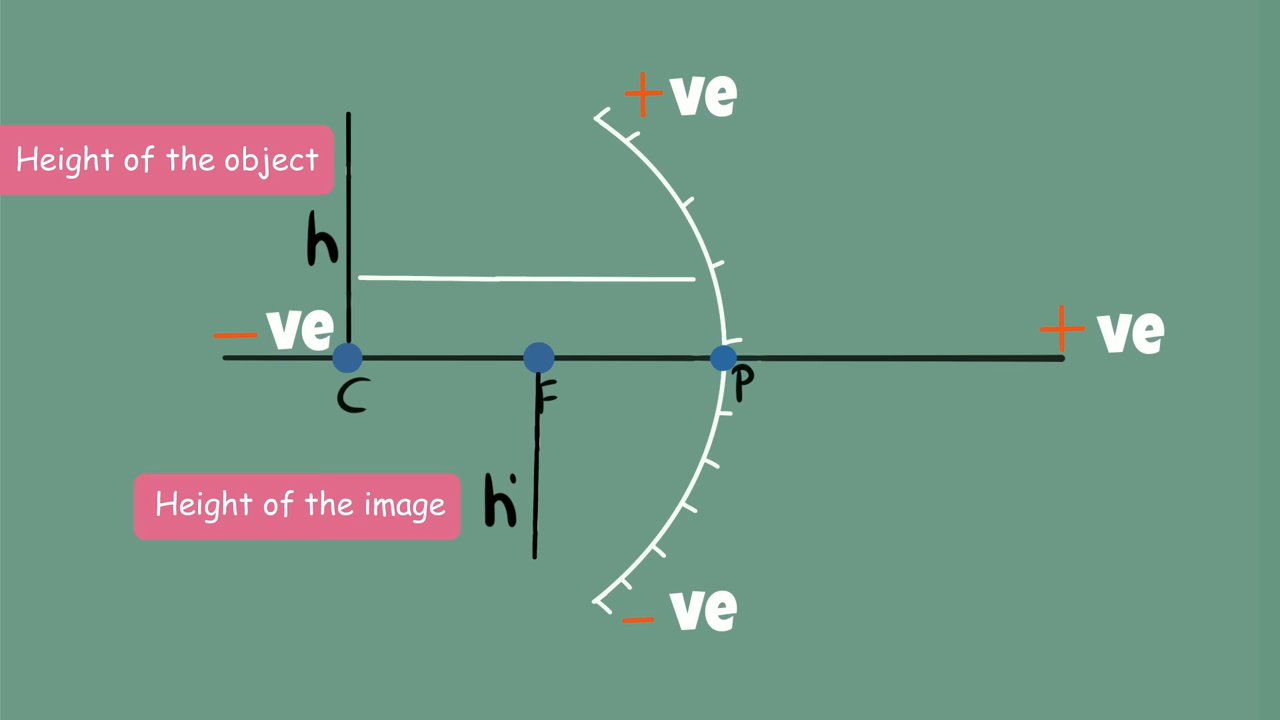 +ve
Height of the object
h
− ve
+ ve
C
F
P
Height of the image
h'
− ve